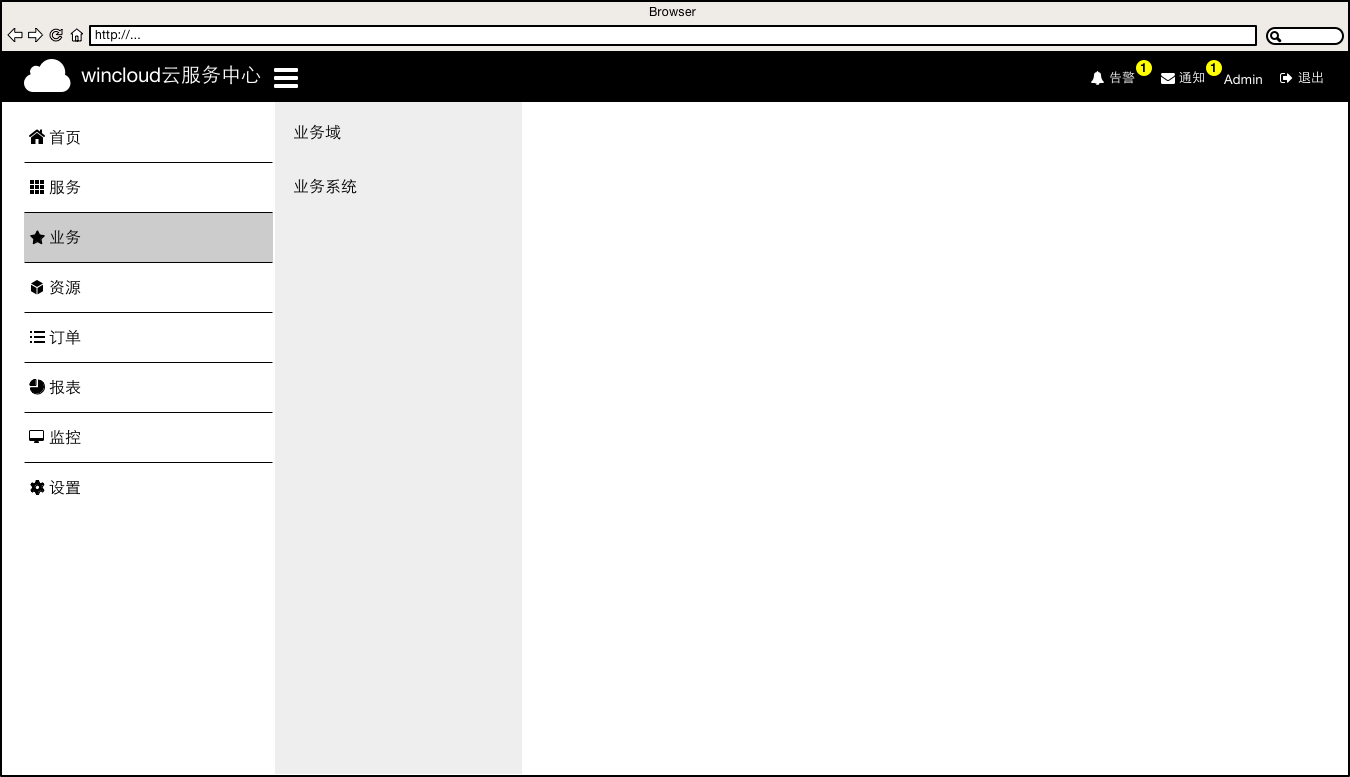 Browser
http://...
wincloud云服务中心
告警 1 通知 1 Admin 退出
首页
服务
业务
资源
订单
报表
监控
设置
业务域
业务系统